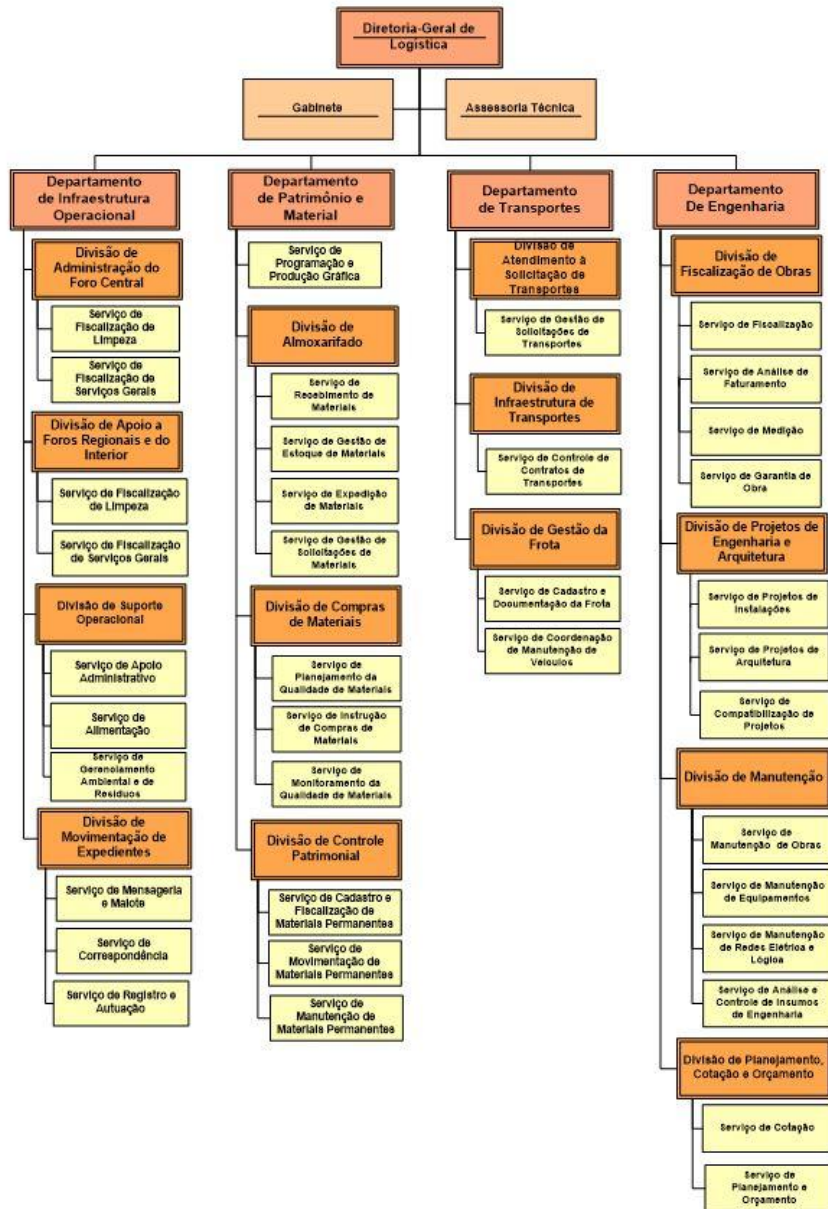 Diretoria-Geral de
Logística
Gabinete
Assessoria Técnica
Departamento
de Infraestrutura
Operacional
Divisão de
Administração do
Foro Central
Serviço de
Fiscalização de
Limpeza
Serviço de
Fiscalização de
Serviços Gerais
Divisão de Apoio a
Foros Regionais e do
Interior
Serviço de Fiscalização
de Limpeza
Serviço de Fiscalização
de Serviços Gerais
Divisão de Suporte
Operacional
Serviço de Apoio
Administrativo
Serviço de
Alimentação
Serviço de
Gerenciamento
Ambiental e de
Resíduos
Divisão de
Movimentação de
Expedientes
Serviço de Mensageria
e Malote
Serviço de
Correspondência
Serviço de Registro e
Autuação
Departamento
de Patrimônio e
Material
Serviço de
Programação e
Produção Gráfica
Divisão de
Almoxarifado
Serviço de
Recebimento de
Materiais
Serviço de Gestão de
Estoque de Materiais
Serviço de Expedição
de Materiais
Serviço de Gestão de
Solicitações de
Materiais
Divisão de Compras
de Materiais
Serviço de
Planejamento da
Qualidade de Materiais
Serviço de Instrução
de Compras de
Materiais
Serviço de
Monitoramento da
Qualidade de Materiais
Divisão de Controle
Patrimonial
Serviço de Cadastro e
Fiscalização de
Materiais Permanentes
Serviço de
Movimentação de
Materiais Permanentes
Serviço de
Manutenção de
Materiais Permanentes
Departamento
de Transportes
Divisão de
Atendimento à
Solicitação de
Transportes
Serviço de Gestão de
Solicitações de
Transportes
Divisão de
Infraestrutura de
Transportes
Serviço de Controle de
Contratos de
Transportes
Divisão de Gestão da
Frota
Serviço de Cadastro e
Documentação da Frota
Serviço de Coordenação
de Manutenção de
Veículos
Departamento
De Engenharia
Divisão de
Fiscalização de Obras
Serviço de Fiscalização
Serviço de Análise de
Faturamento
Serviço de Medição
Serviço de Garantia de
Obra
Divisão de Projetos de
Engenharia e
Arquitetura
Serviço de Projetos de
Instalações
Serviço de Projetos de
Arquitetura
Serviço de
Compatibilização de
Projetos
Divisão de Manutenção
Serviço de
Manutenção de Obras
Serviço de Manutenção
de Equipamentos
Serviço de Manutenção
de Redes Elétrica e
Lógica
Serviço de Análise e
Controle de Insumos
de Engenharia
Divisão de Planejamento,
Cotação e Orçamento
Serviço de Cotação
Serviço de
Planejamento e
Orçamento